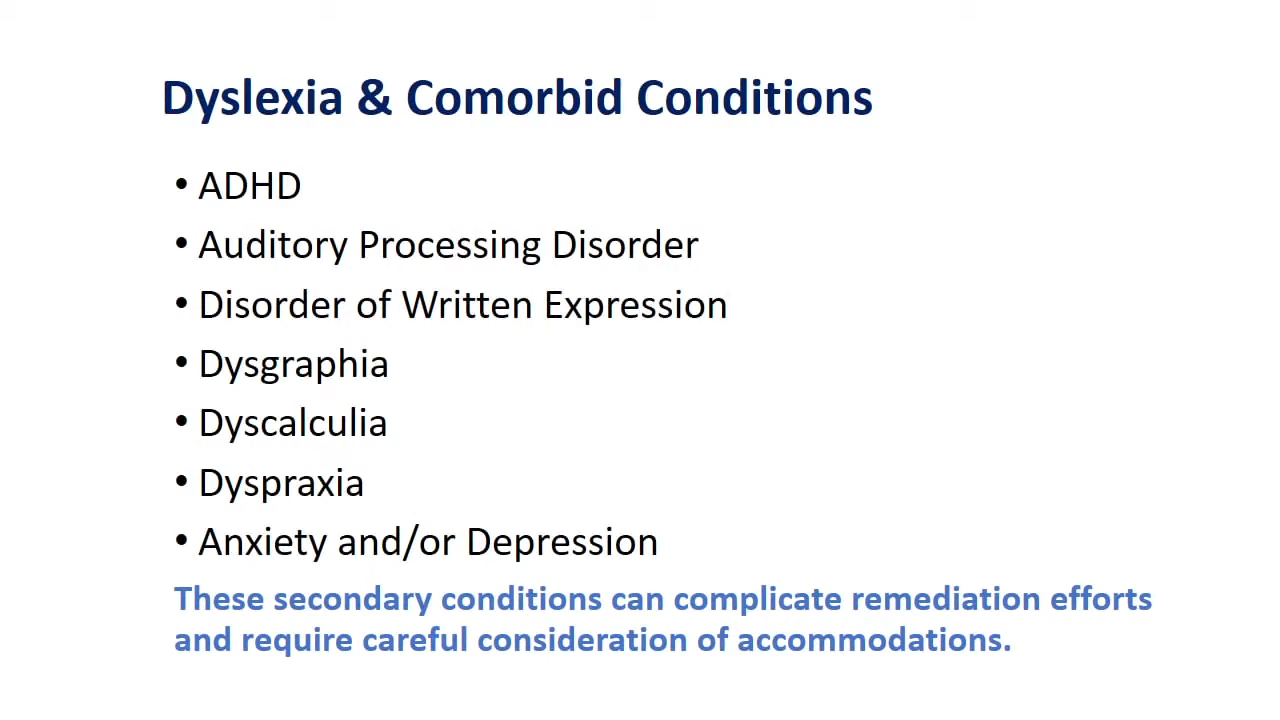 Dyslexia & Comorbid Conditions
• ADHD
• Auditory Processing Disorder
• Disorder of Written Expression
• Dysgraphia
• Dyscalculia
• Dyspraxia
• Anxiety and/or Depression
These secondary conditions can complicate remediation efforts
and require careful consideration of accommodations.